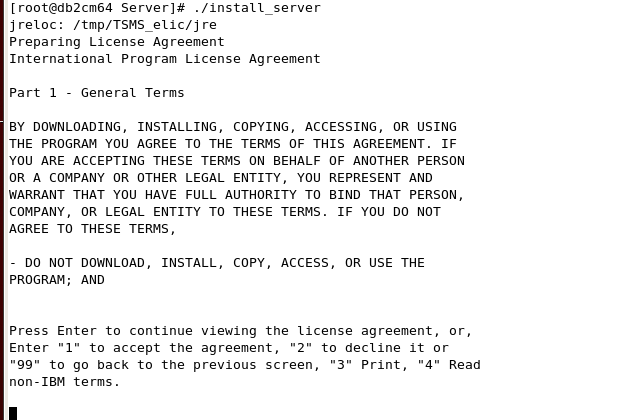 [root@db2cm64 Server]# ./install_server
jreloc: /tmp/TSMS_elic/jre
Preparing License Agreement
International Program License Agreement
Part 1 - General Terms
BY DOWNLOADING, INSTALLING, COPYING, ACCESSING, OR USING
THE PROGRAM YOU AGREE TO THE TERMS OF THIS AGREEMENT. IF
YOU ARE ACCEPTING THESE TERMS ON BEHALF OF ANOTHER PERSON
OR A COMPANY OR OTHER LEGAL ENTITY, YOU REPRESENT AND
WARRANT THAT YOU HAVE FULL AUTHORITY TO BIND THAT PERSON,
COMPANY, OR LEGAL ENTITY TO THESE TERMS. IF YOU DO NOT
AGREE TO THESE TERMS,
- DO NOT DOWNLOAD, INSTALL, COPY, ACCESS, OR USE THE
PROGRAM; AND
Press Enter to continue viewing the license agreement, or,
Enter "1" to accept the agreement, "2" to decline it or
"99" to go back to the previous screen, "3" Print, "4" Read
non-IBM terms.